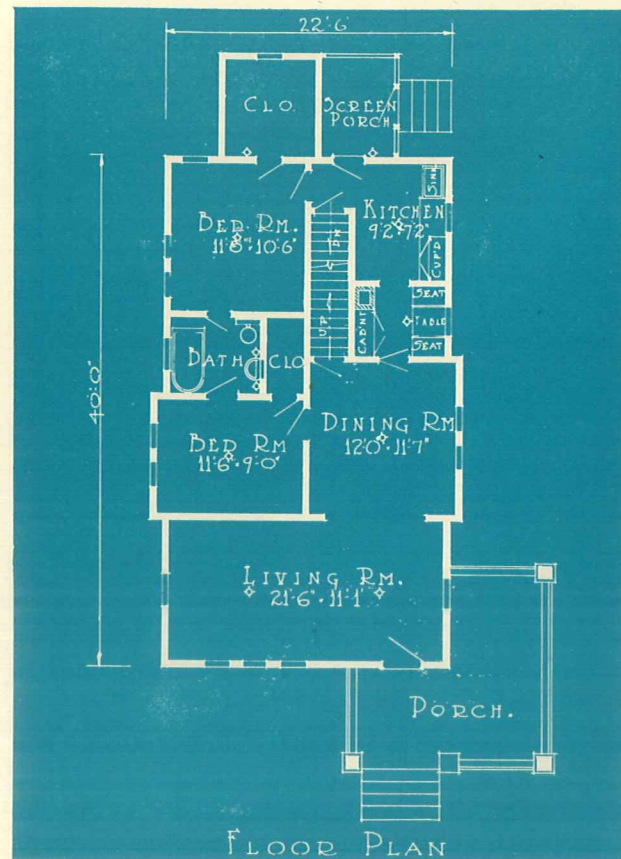 22'-6"
CLO.
SCREEN
PORCH
SINK
KITCHEN
9'2"·7'2"
BED RM.
11'6"·10'6"
DN
UP
CUP'D
SEAT
TABLE
SEAT
CAB'NT
BATH
CLO
40'-0"
BED RM
11'6"·9'-0"
DINING RM
12'0"·11'7"
LIVING RM.
21'-6"·11'1"
PORCH.
FLOOR PLAN